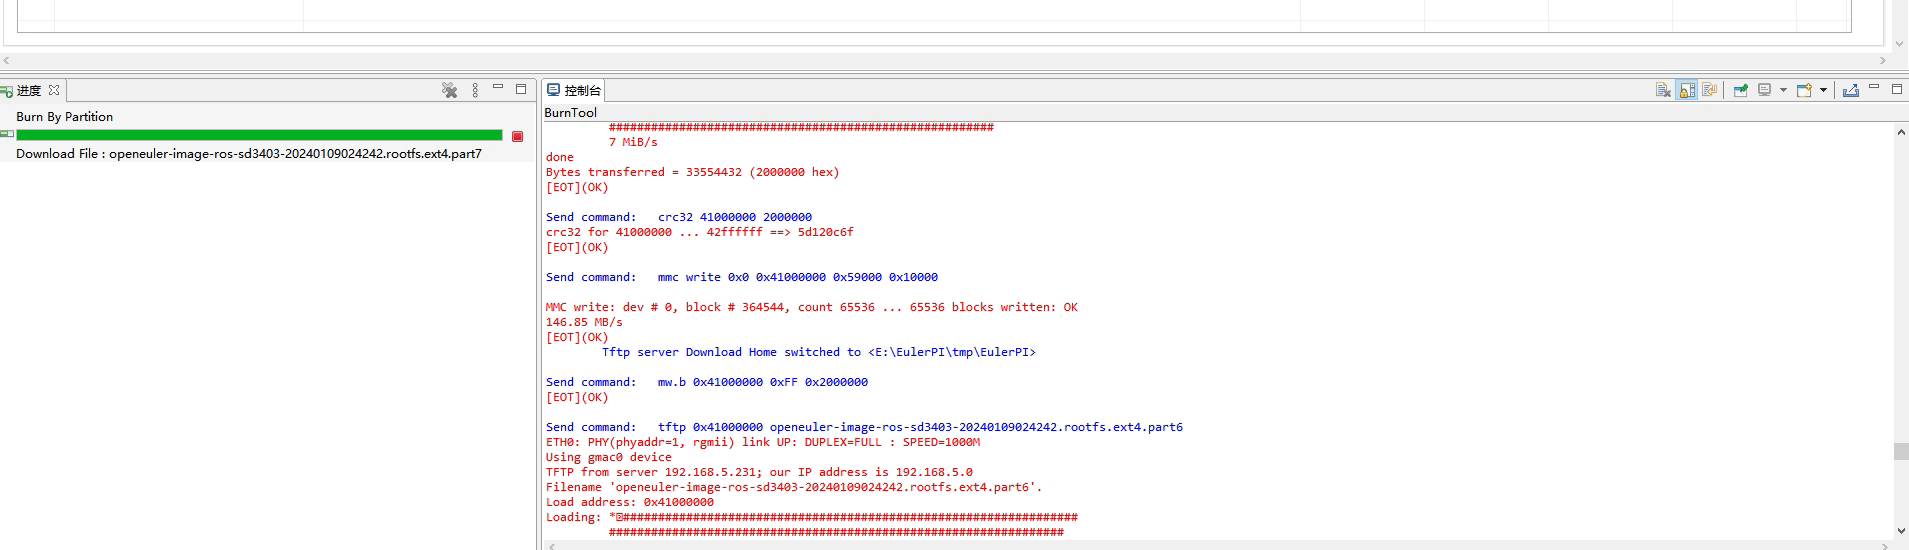 进度
Burn By Partition
Download File : openeuler-image-ros-sd3403-20240109024242.rootfs.ext4.part7
控制台
BurnTool
#######################################################
7 MiB/s
done
Bytes transferred = 33554432 (2000000 hex)
[EOT](OK)
Send command:   crc32 41000000 2000000
crc32 for 41000000 ... 42ffffff ==> 5d120c6f
[EOT](OK)
Send command:   mmc write 0x0 0x41000000 0x59000 0x10000
MMC write: dev # 0, block # 364544, count 65536 ... 65536 blocks written: OK
146.85 MB/s
[EOT](OK)
Tftp server Download Home switched to <E:\EulerPI\tmp\EulerPI>
Send command:   mw.b 0x41000000 0xFF 0x2000000
[EOT](OK)
Send command:   tftp 0x41000000 openeuler-image-ros-sd3403-20240109024242.rootfs.ext4.part6
ETH0: PHY(phyaddr=1, rgmii) link UP: DUPLEX=FULL : SPEED=1000M
Using gmac0 device
TFTP from server 192.168.5.231; our IP address is 192.168.5.0
Filename 'openeuler-image-ros-sd3403-20240109024242.rootfs.ext4.part6'.
Load address: 0x41000000
Loading: *#################################################################
#################################################################